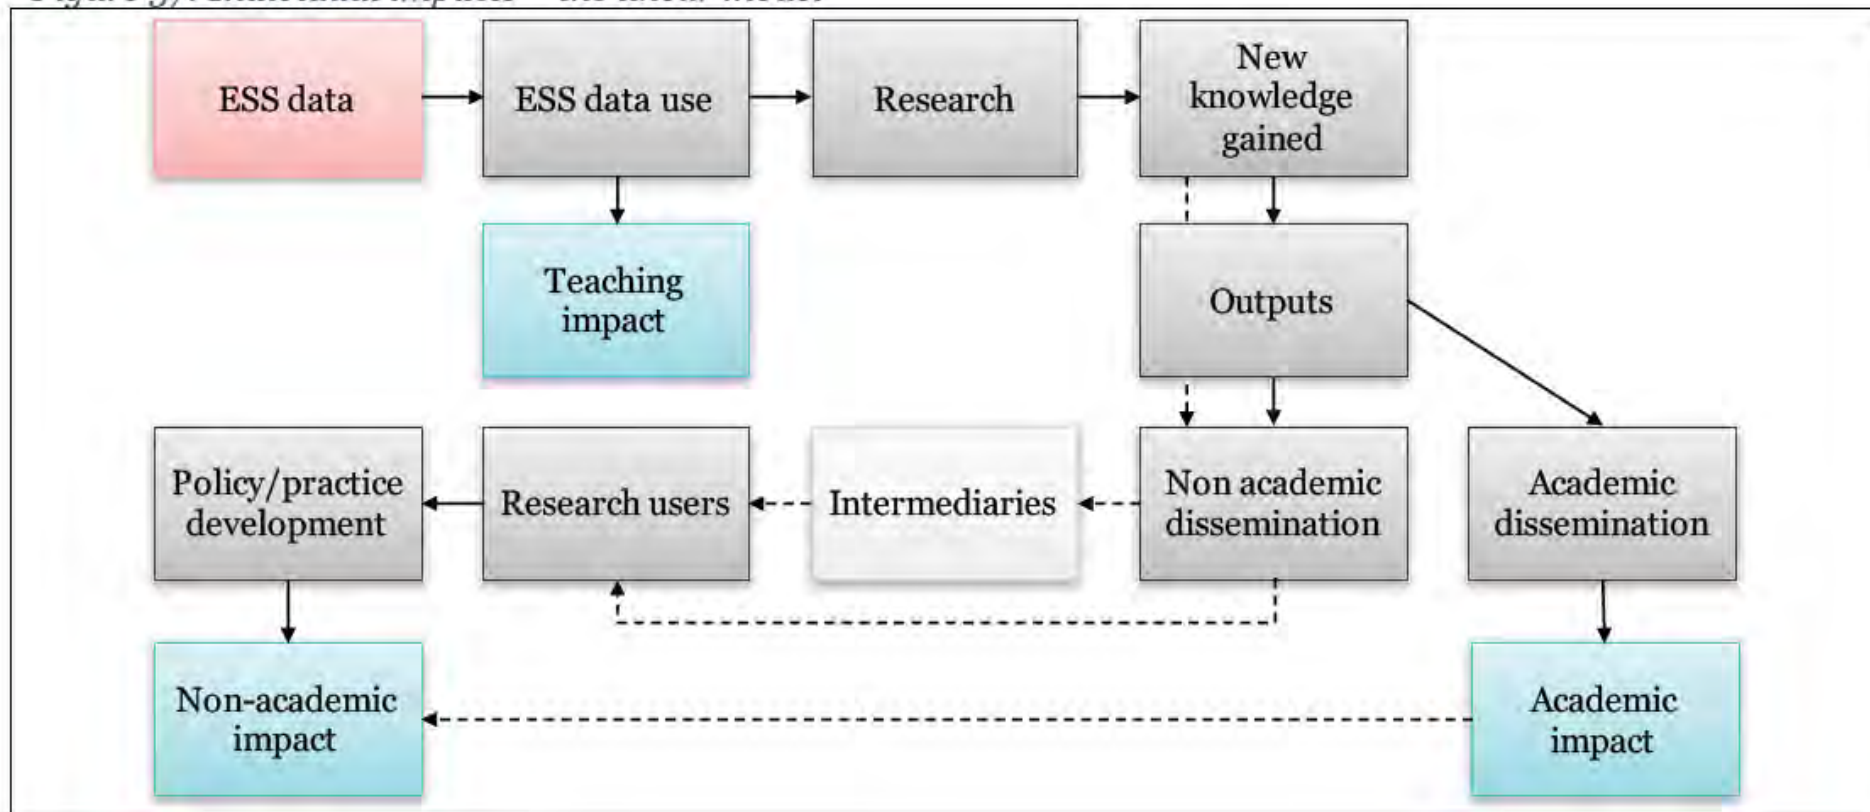 ESS data
ESS data use
Research
New
knowledge
gained
Teaching
impact
Outputs
Policy/practice
development
Research users
Intermediaries
Non academic
dissemination
Academic
dissemination
Non-academic
impact
Academic
impact